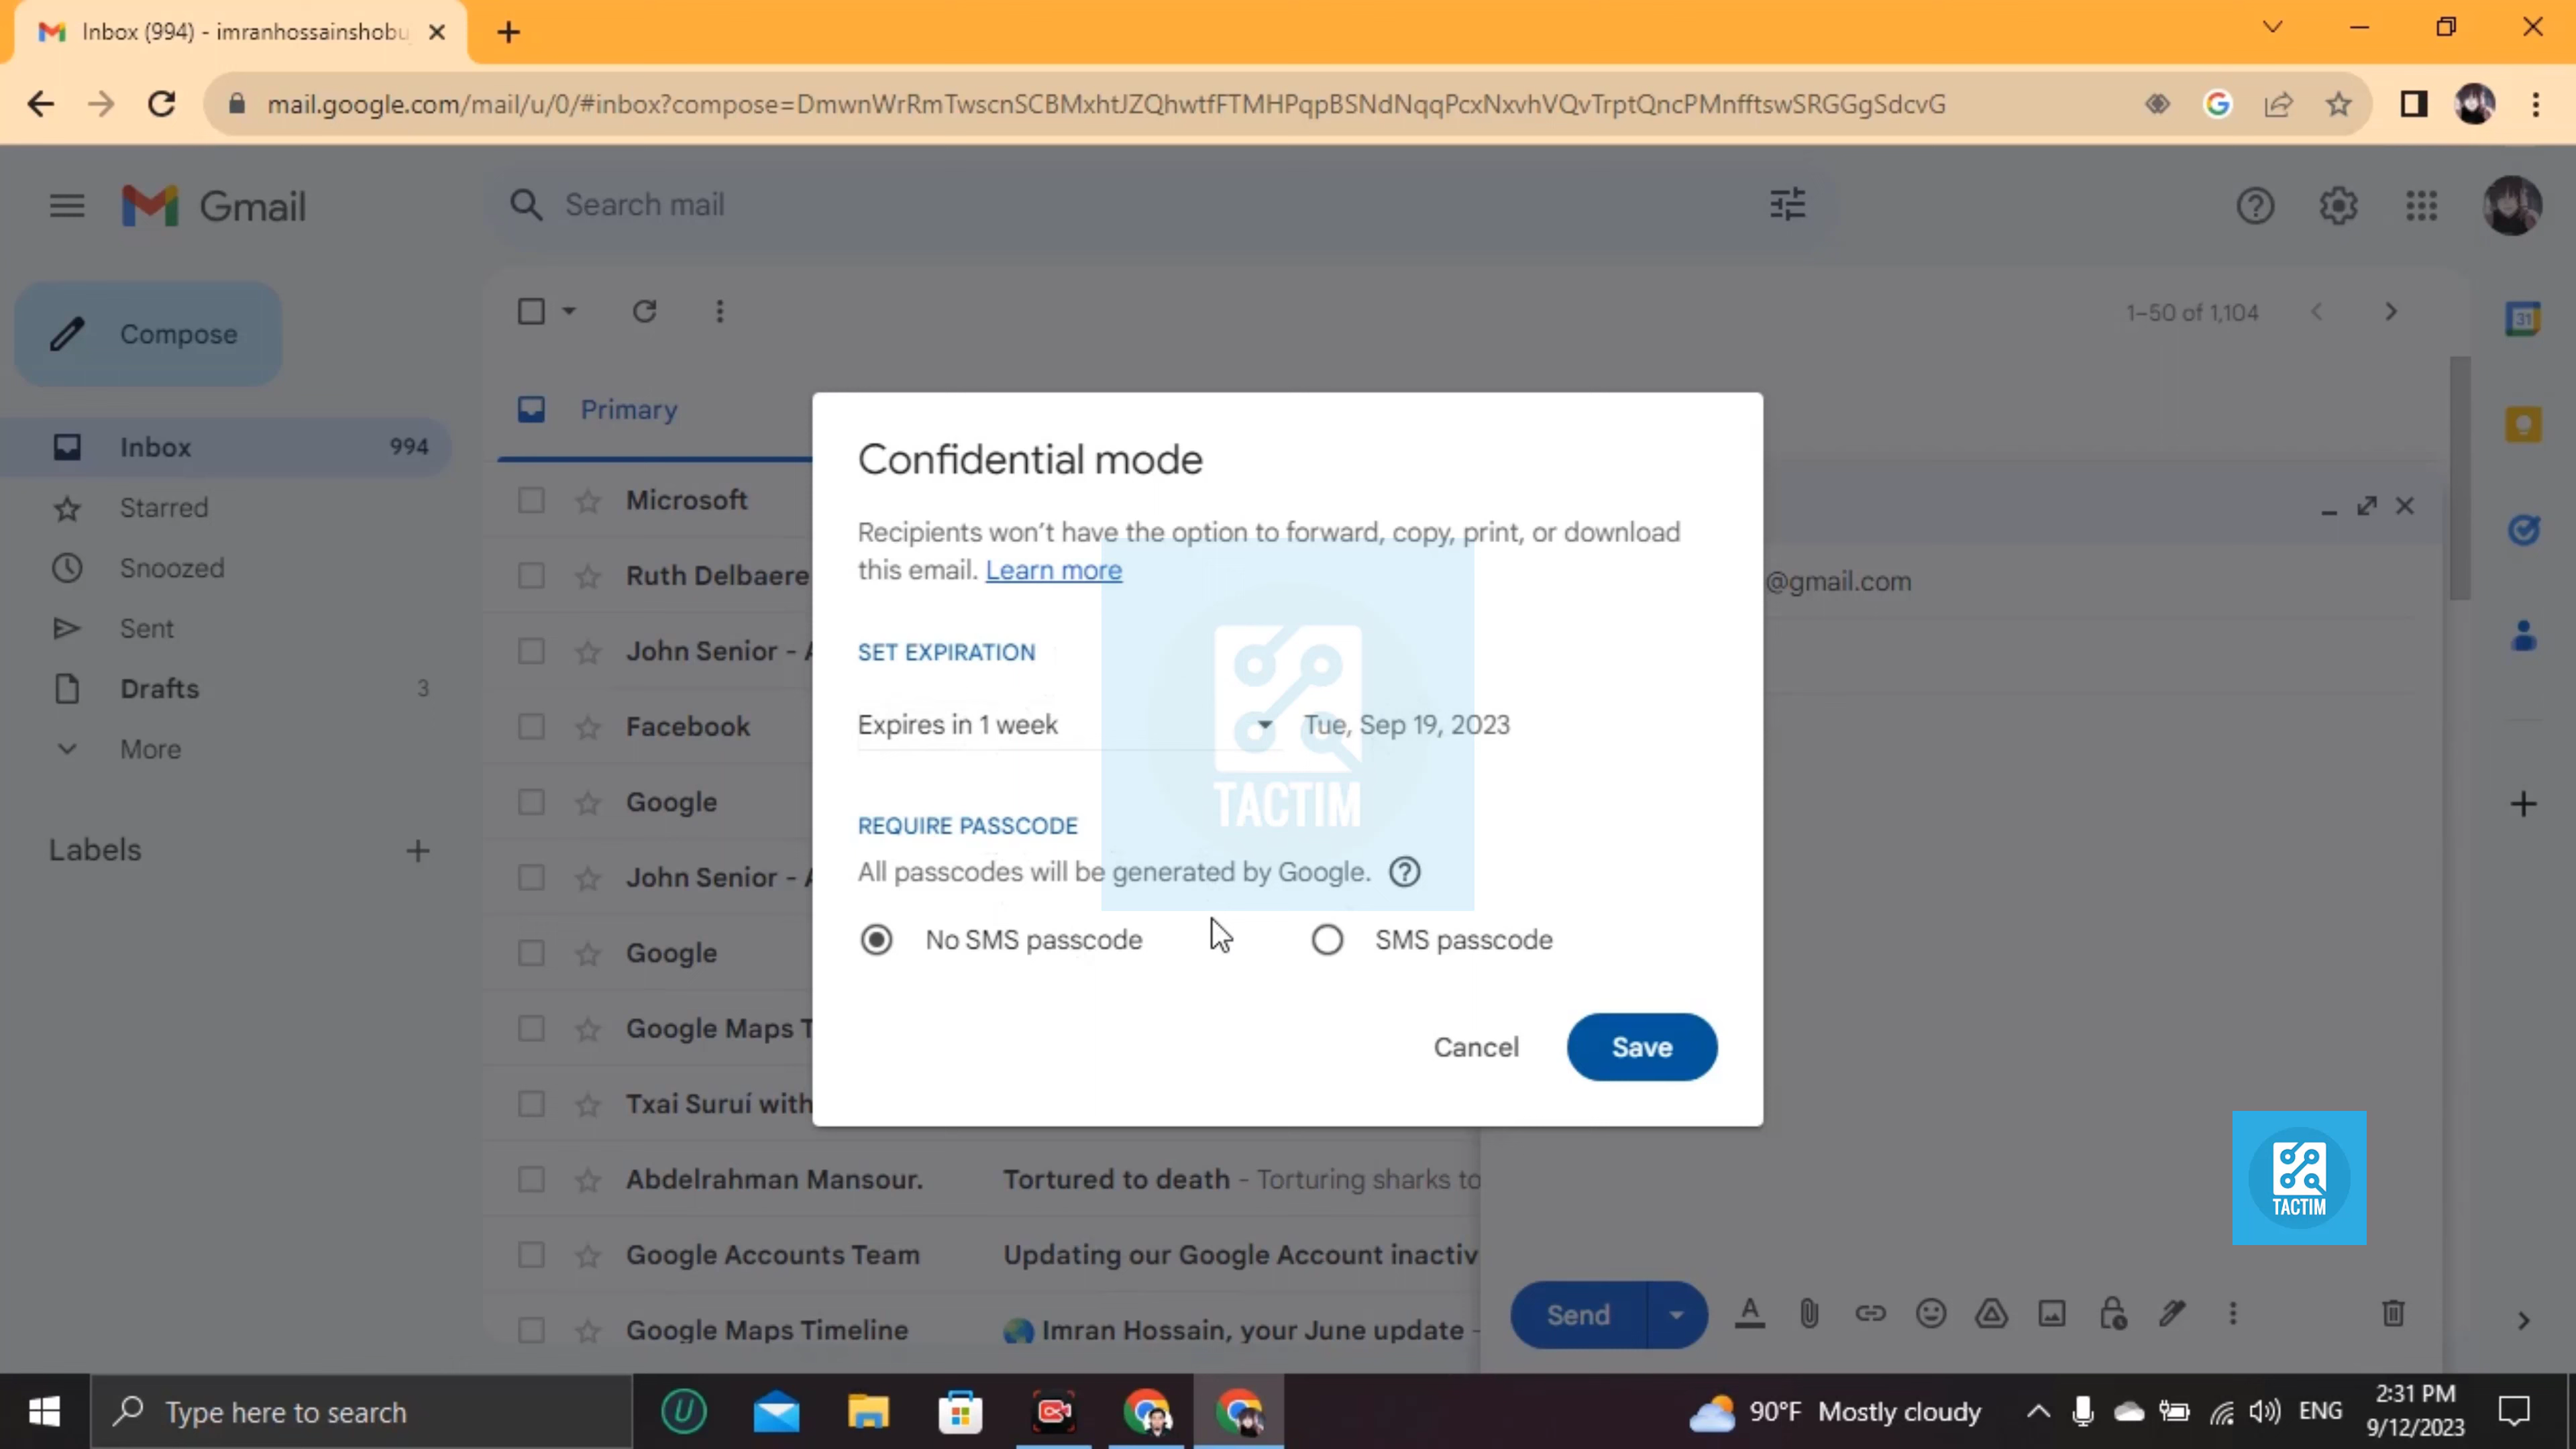 Inbox (994) - imranhossainshobu
mail.google.com/mail/u/0/#inbox?compose=DmwnWrRmTwscnSCBMxhtJZQhwtfFTMHPqpBSNdNqqPcxNxvhVQvTrptQncPMnfftswSRGGgSdcvG
Gmail
Search mail
Compose
1–50 of 1,104
Primary
Inbox 994
Starred
Snoozed
Sent
Drafts 3
More
Labels
Microsoft
Ruth Delbaere
John Senior - A
Facebook
Google
John Senior - A
Google
Google Maps T
Txai Suruí with
Abdelrahman Mansour. Tortured to death - Torturing sharks to
Google Accounts Team Updating our Google Account inactiv
Google Maps Timeline Imran Hossain, your June update -
Confidential mode
Recipients won't have the option to forward, copy, print, or download
this email. Learn more
SET EXPIRATION
Expires in 1 week Tue, Sep 19, 2023
TACTIM
REQUIRE PASSCODE
All passcodes will be generated by Google.
No SMS passcode SMS passcode
Cancel Save
@gmail.com
TACTIM
Send
31
Type here to search
90°F Mostly cloudy
ENG
2:31 PM
9/12/2023